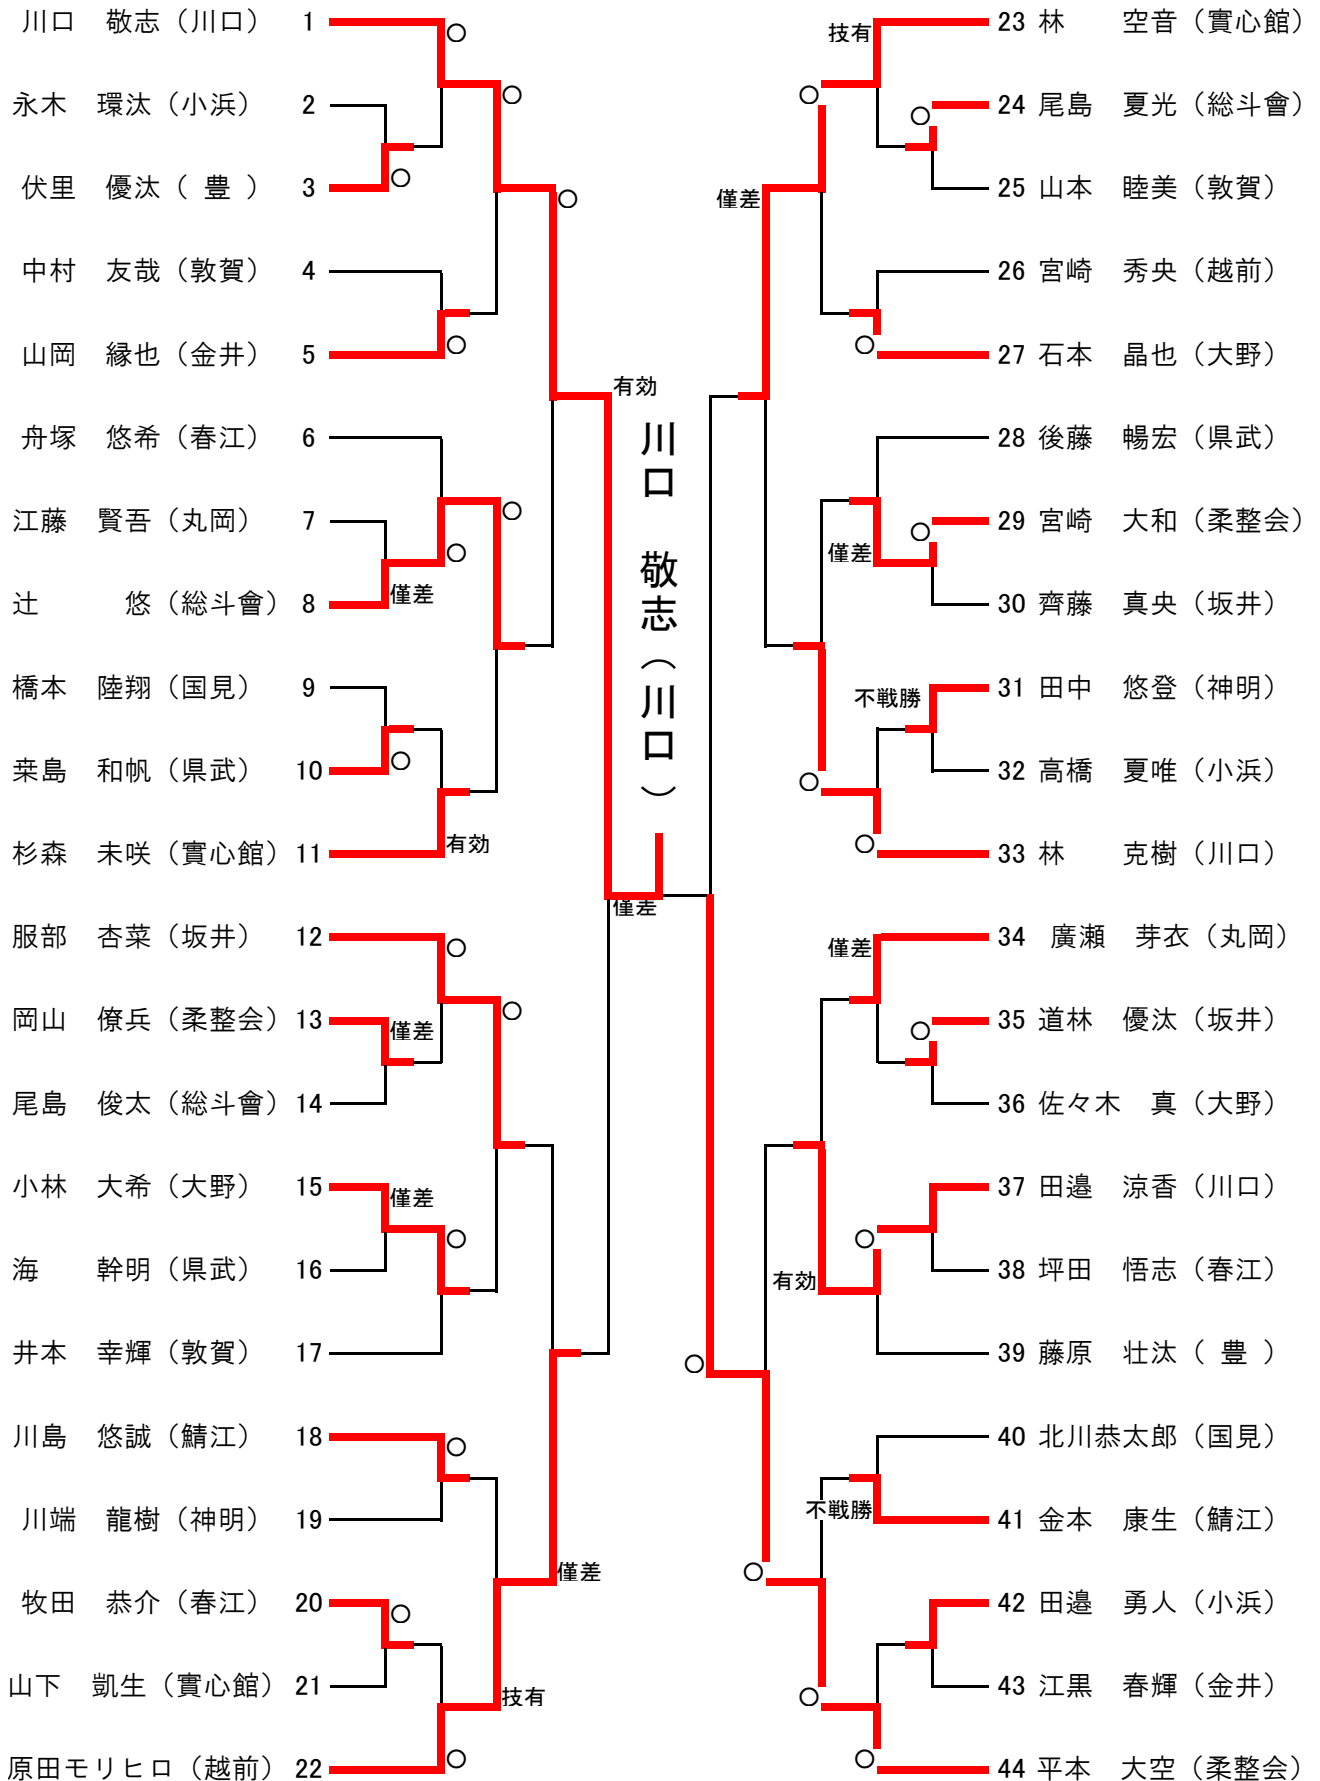 川口　敬志（川口） 1
永木　環汰（小浜） 2
伏里　優汰（ 豊 ） 3
中村　友哉（敦賀） 4
山岡　縁也（金井） 5
舟塚　悠希（春江） 6
江藤　賢吾（丸岡） 7
辻　　悠（総斗會） 8
橋本　陸翔（国見） 9
桒島　和帆（県武） 10
杉森　未咲（實心館） 11
服部　杏菜（坂井） 12
岡山　僚兵（柔整会） 13
尾島　俊太（総斗會） 14
小林　大希（大野） 15
海　　幹明（県武） 16
井本　幸輝（敦賀） 17
川島　悠誠（鯖江） 18
川端　龍樹（神明） 19
牧田　恭介（春江） 20
山下　凱生（實心館） 21
原田モリヒロ（越前） 22
○
○
○
○
○
○
○
僅差
○
有効
○
○
僅差
僅差
○
○
○
技有
○
僅差
有効
僅差
川口　敬志（川口）
技有
○
○
僅差
○
○
僅差
不戦勝
○
○
僅差
○
○
有効
○
不戦勝
○
○
○
23 林　　空音（實心館）
24 尾島　夏光（総斗會）
25 山本　睦美（敦賀）
26 宮崎　秀央（越前）
27 石本　晶也（大野）
28 後藤　暢宏（県武）
29 宮崎　大和（柔整会）
30 齊藤　真央（坂井）
31 田中　悠登（神明）
32 高橋　夏唯（小浜）
33 林　　克樹（川口）
34 廣瀬　芽衣（丸岡）
35 道林　優汰（坂井）
36 佐々木　真（大野）
37 田邉　涼香（川口）
38 坪田　悟志（春江）
39 藤原　壮汰（ 豊 ）
40 北川恭太郎（国見）
41 金本　康生（鯖江）
42 田邉　勇人（小浜）
43 江黒　春輝（金井）
44 平本　大空（柔整会）